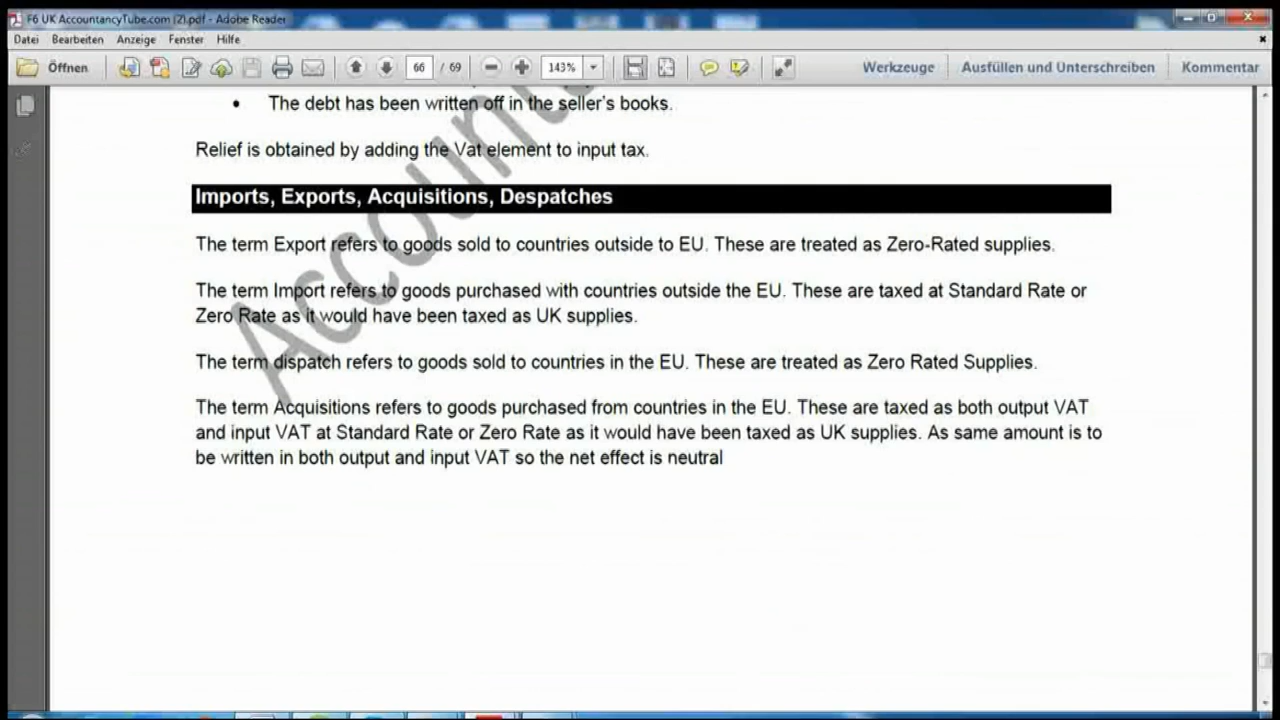 F6 UK AccountancyTube.com (2).pdf - Adobe Reader
Datei Bearbeiten Anzeige Fenster Hilfe
Öffnen 66 / 69 143% Werkzeuge Ausfüllen und Unterschreiben Kommentar
• The debt has been written off in the seller's books.
Relief is obtained by adding the Vat element to input tax.
Imports, Exports, Acquisitions, Despatches
The term Export refers to goods sold to countries outside to EU. These are treated as Zero-Rated supplies.
The term Import refers to goods purchased with countries outside the EU. These are taxed at Standard Rate or
Zero Rate as it would have been taxed as UK supplies.
The term dispatch refers to goods sold to countries in the EU. These are treated as Zero Rated Supplies.
The term Acquisitions refers to goods purchased from countries in the EU. These are taxed as both output VAT
and input VAT at Standard Rate or Zero Rate as it would have been taxed as UK supplies. As same amount is to
be written in both output and input VAT so the net effect is neutral